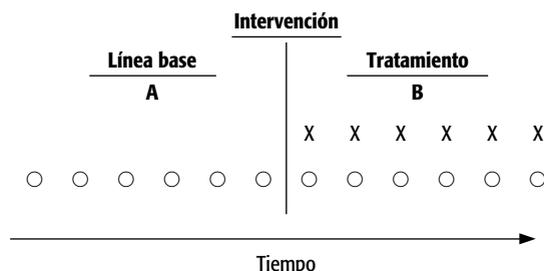 Intervención
Línea base
Tratamiento
A
B
X X X X X X
Tiempo